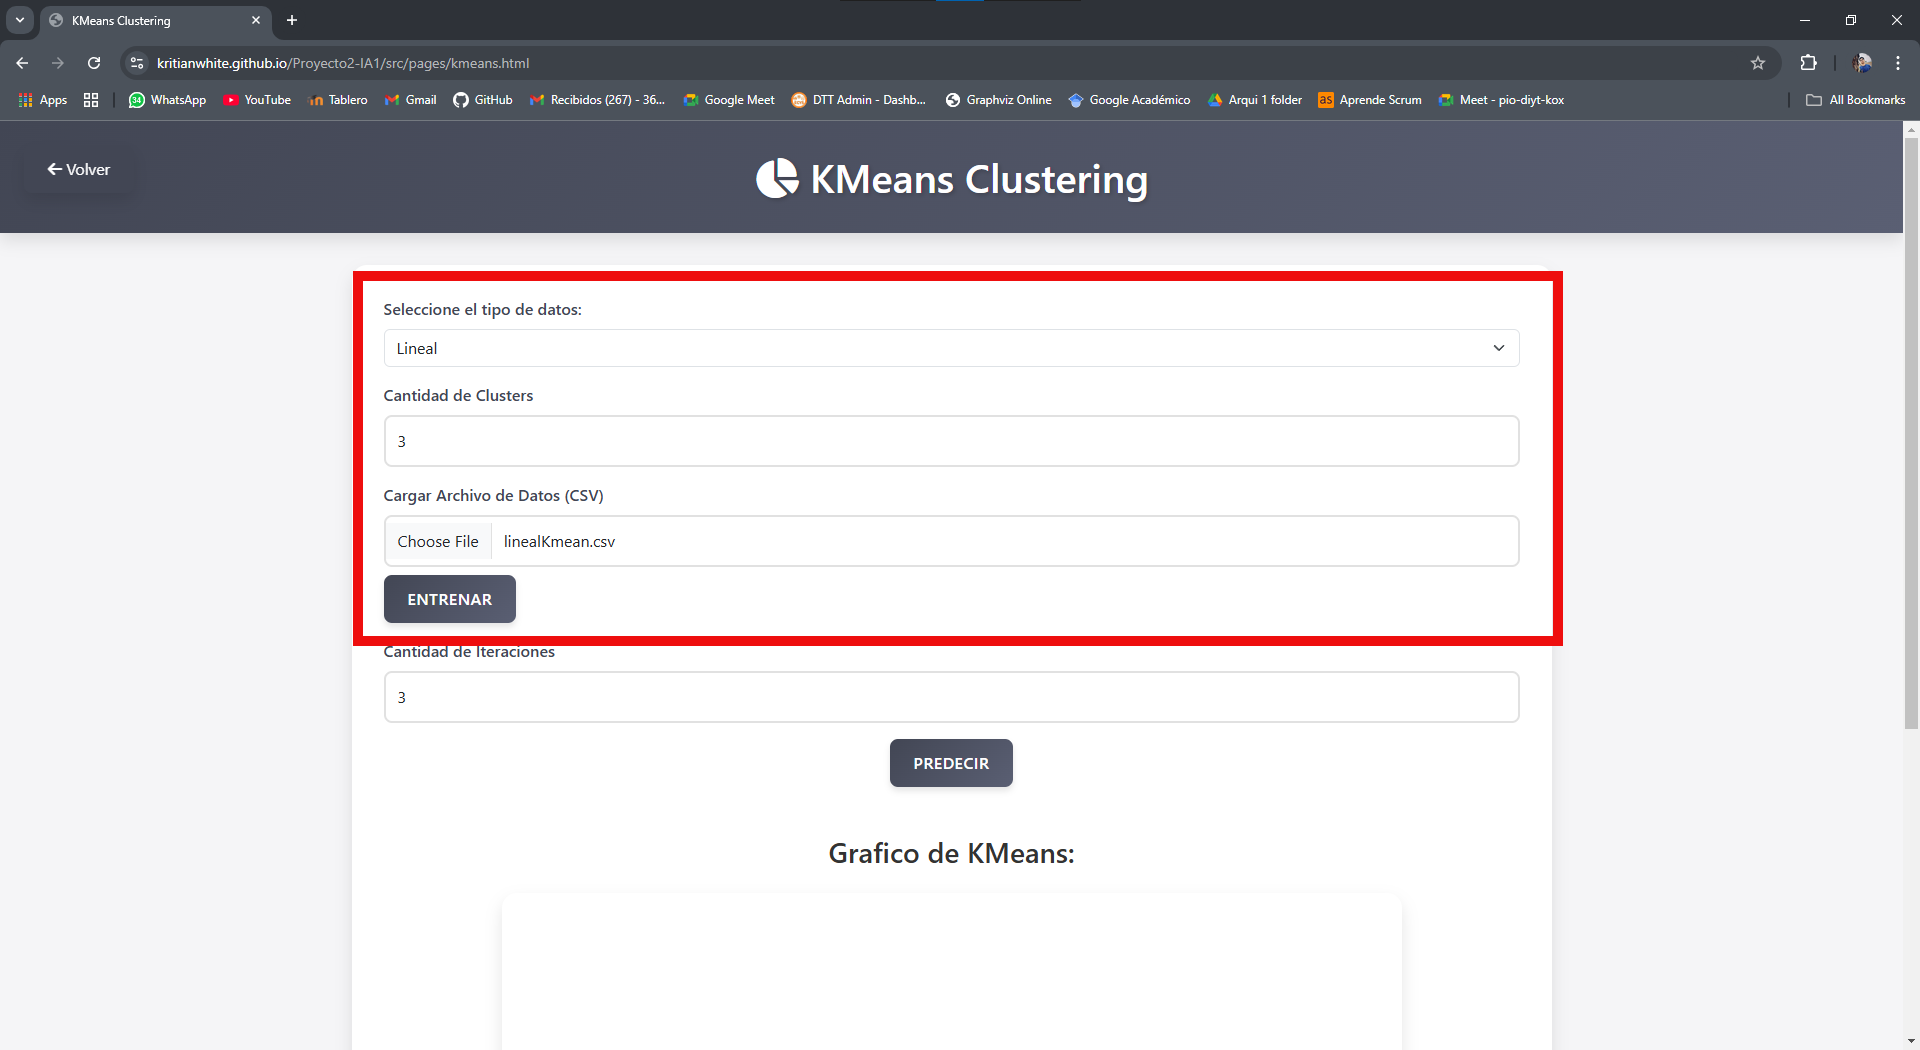 KMeans Clustering
kritianwhite.github.io/Proyecto2-IA1/src/pages/kmeans.html
Apps
34 WhatsApp
YouTube
Tablero
Gmail
GitHub
Recibidos (267) - 36...
Google Meet
DTT Admin - Dashb...
Graphviz Online
Google Académico
Arqui 1 folder
as Aprende Scrum
Meet - pio-diyt-kox
All Bookmarks
Volver
KMeans Clustering
Seleccione el tipo de datos:
Lineal
Cantidad de Clusters
3
Cargar Archivo de Datos (CSV)
Choose File linealKmean.csv
ENTRENAR
Cantidad de Iteraciones
3
PREDECIR
Grafico de KMeans: